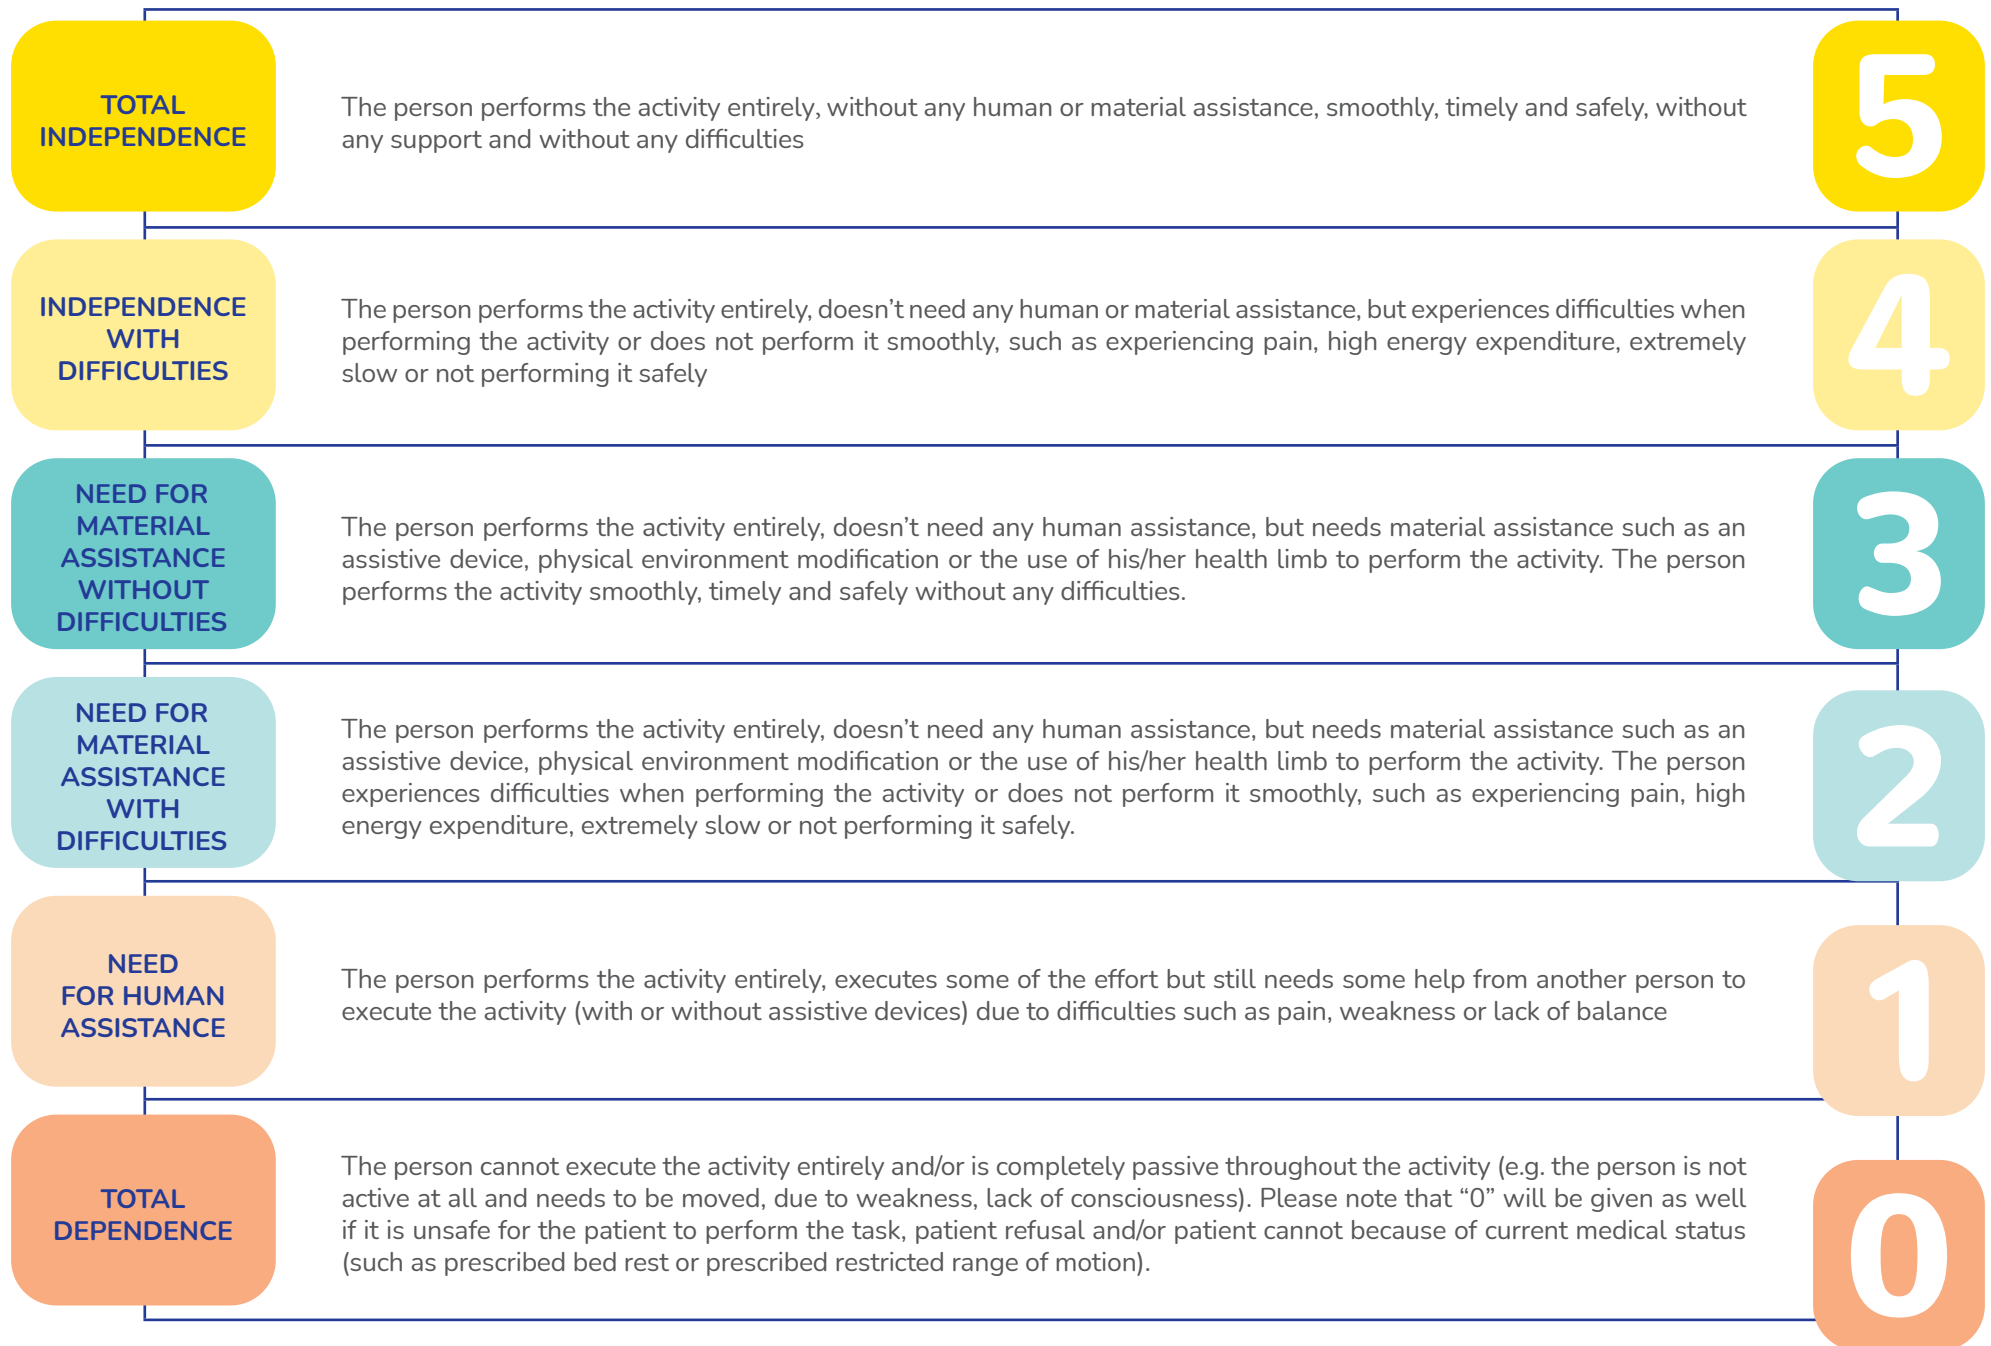 TOTAL
INDEPENDENCE
The person performs the activity entirely, without any human or material assistance, smoothly, timely and safely, without
any support and without any difficulties
5
INDEPENDENCE
WITH
DIFFICULTIES
The person performs the activity entirely, doesn’t need any human or material assistance, but experiences difficulties when
performing the activity or does not perform it smoothly, such as experiencing pain, high energy expenditure, extremely
slow or not performing it safely
4
NEED FOR
MATERIAL
ASSISTANCE
WITHOUT
DIFFICULTIES
The person performs the activity entirely, doesn’t need any human assistance, but needs material assistance such as an
assistive device, physical environment modification or the use of his/her health limb to perform the activity. The person
performs the activity smoothly, timely and safely without any difficulties.
3
NEED FOR
MATERIAL
ASSISTANCE
WITH
DIFFICULTIES
The person performs the activity entirely, doesn’t need any human assistance, but needs material assistance such as an
assistive device, physical environment modification or the use of his/her health limb to perform the activity. The person
experiences difficulties when performing the activity or does not perform it smoothly, such as experiencing pain, high
energy expenditure, extremely slow or not performing it safely.
2
NEED
FOR HUMAN
ASSISTANCE
The person performs the activity entirely, executes some of the effort but still needs some help from another person to
execute the activity (with or without assistive devices) due to difficulties such as pain, weakness or lack of balance
1
TOTAL
DEPENDENCE
The person cannot execute the activity entirely and/or is completely passive throughout the activity (e.g. the person is not
active at all and needs to be moved, due to weakness, lack of consciousness). Please note that “0” will be given as well
if it is unsafe for the patient to perform the task, patient refusal and/or patient cannot because of current medical status
(such as prescribed bed rest or prescribed restricted range of motion).
0